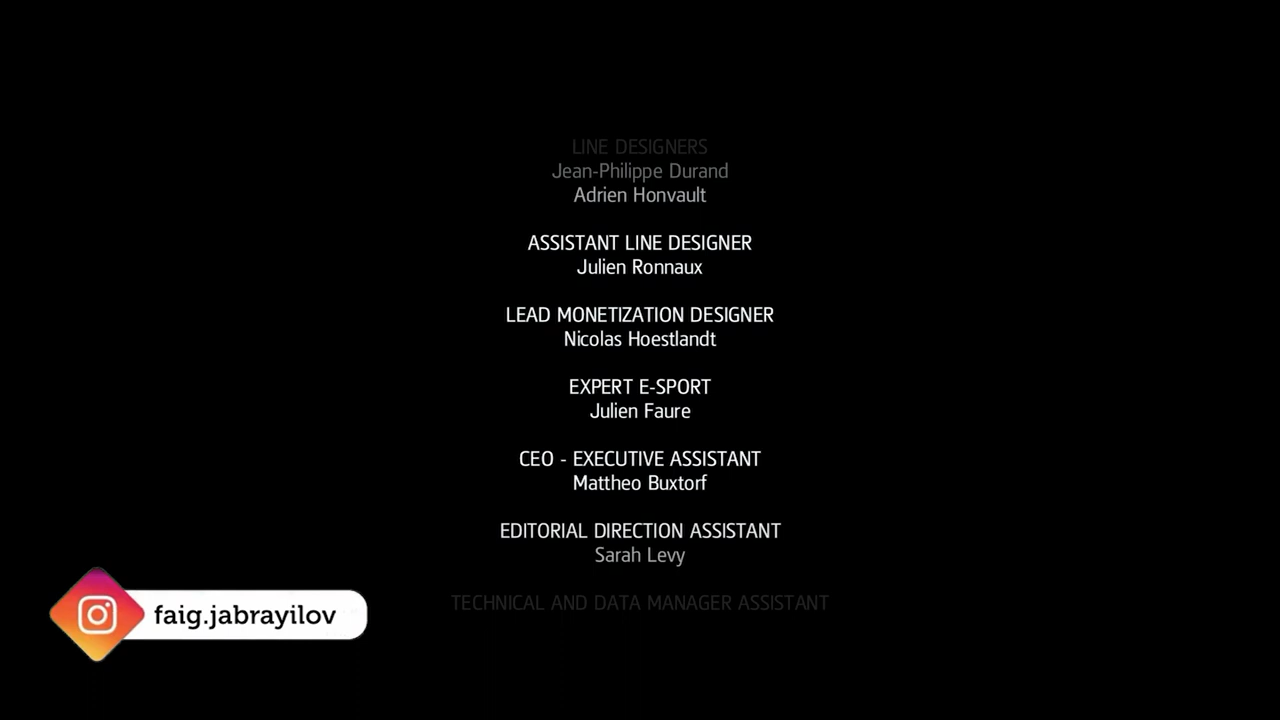 LINE DESIGNERS
Jean-Philippe Durand
Adrien Honvault
ASSISTANT LINE DESIGNER
Julien Ronnaux
LEAD MONETIZATION DESIGNER
Nicolas Hoestlandt
EXPERT E-SPORT
Julien Faure
CEO - EXECUTIVE ASSISTANT
Mattheo Buxtorf
EDITORIAL DIRECTION ASSISTANT
Sarah Levy
TECHNICAL AND DATA MANAGER ASSISTANT
faig.jabrayilov